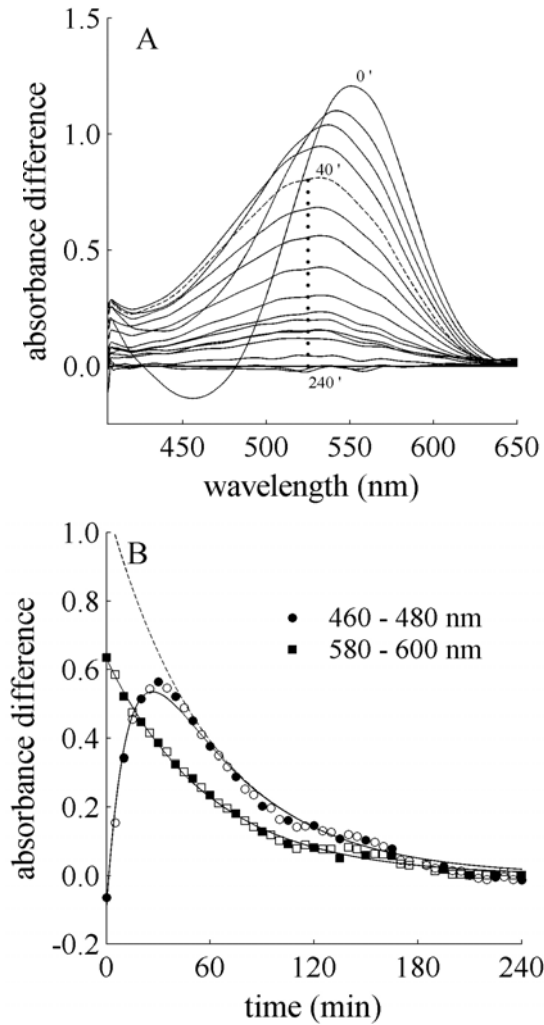 A
absorbance difference
1.5
1.0
0.5
0.0
0 '
40 '
240 '
450 500 550 600 650
wavelength (nm)
B
absorbance difference
1.0
0.8
0.6
0.4
0.2
0.0
-0.2
460 - 480 nm
580 - 600 nm
0 60 120 180 240
time (min)